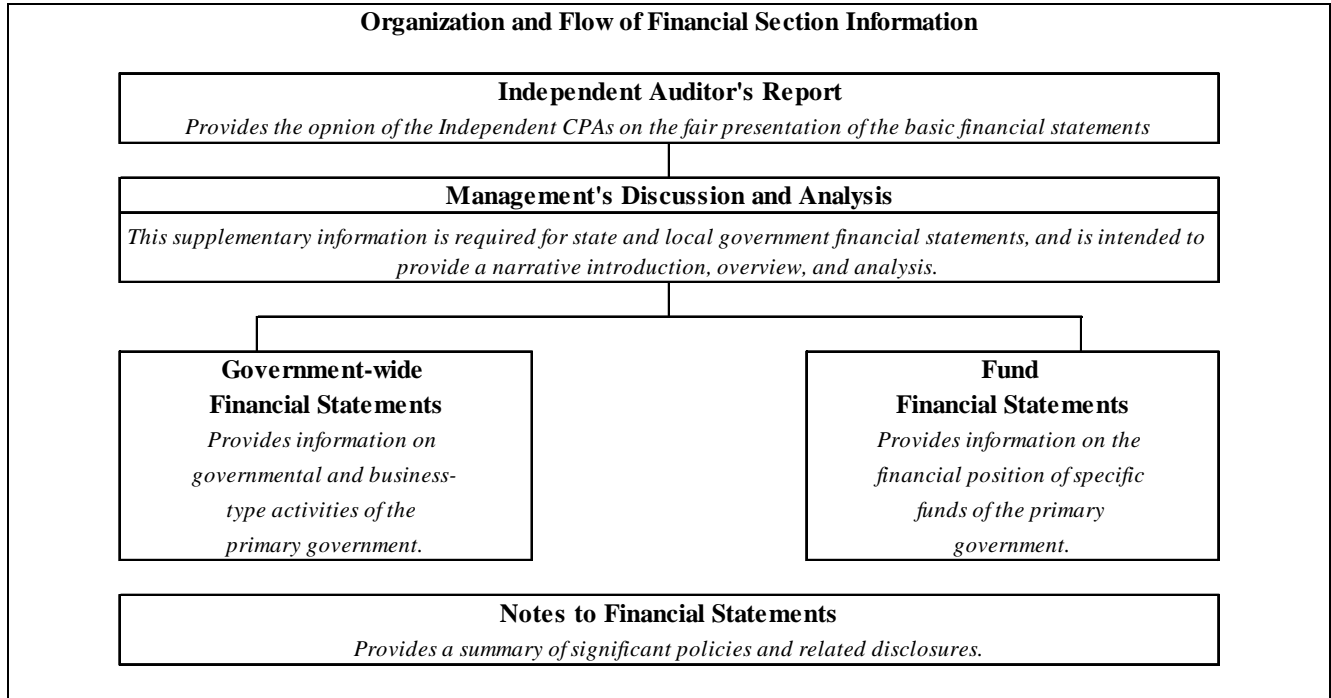 Organization and Flow of Financial Section Information
Independent Auditor's Report
Provides the opnion of the Independent CPAs on the fair presentation of the basic financial statements
Management's Discussion and Analysis
This supplementary information is required for state and local government financial statements, and is intended to
provide a narrative introduction, overview, and analysis.
Government-wide
Financial Statements
Provides information on
governmental and business-
type activities of the
primary government.
Fund
Financial Statements
Provides information on the
financial position of specific
funds of the primary
government.
Notes to Financial Statements
Provides a summary of significant policies and related disclosures.